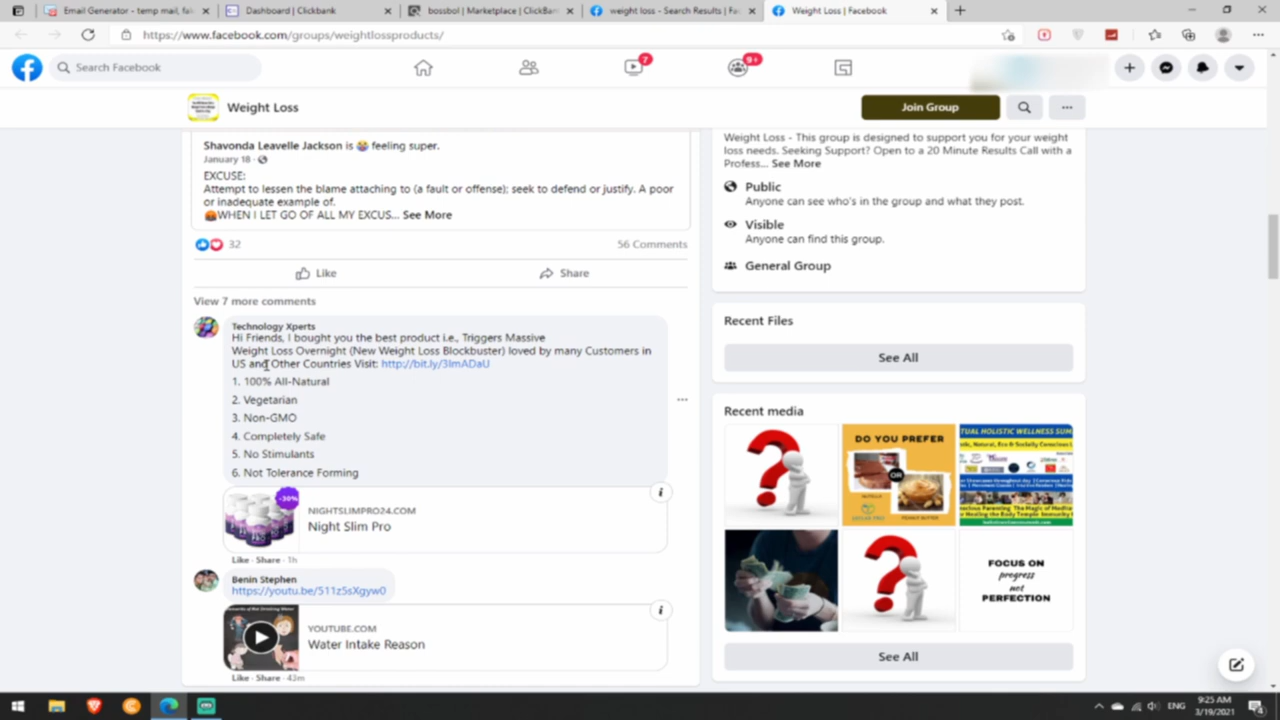 Email Generator - temp mail, fal
Dashboard | Clickbank
bossbol | Marketplace | ClickBan
weight loss - Search Results | Fa
Weight Loss | Facebook
https://www.facebook.com/groups/weightlossproducts/
Search Facebook
7
9+
Weight Loss
Join Group
Shavonda Leavelle Jackson is feeling super.
January 18
EXCUSE:
Attempt to lessen the blame attaching to (a fault or offense); seek to defend or justify. A poor
or inadequate example of.
WHEN I LET GO OF ALL MY EXCUS... See More
32
56 Comments
Like
Share
View 7 more comments
Technology Xperts
Hi Friends, I bought you the best product i.e., Triggers Massive
Weight Loss Overnight (New Weight Loss Blockbuster) loved by many Customers in
US and Other Countries Visit: http://bit.ly/3lmADaU
1. 100% All-Natural
2. Vegetarian
3. Non-GMO
4. Completely Safe
5. No Stimulants
6. Not Tolerance Forming
-30%
NIGHTSLIMPRO24.COM
Night Slim Pro
Like · Share · 1h
Benin Stephen
https://youtu.be/511z5sXgyw0
YOUTUBE.COM
Water Intake Reason
Like · Share · 43m
Weight Loss - This group is designed to support you for your weight
loss needs. Seeking Support? Open to a 20 Minute Results Call with a
Profess... See More
Public
Anyone can see who's in the group and what they post.
Visible
Anyone can find this group.
General Group
Recent Files
See All
Recent media
DO YOU PREFER
OR
FOCUS ON
progress
not
PERFECTION
See All
ENG
9:25 AM
3/19/2021
4